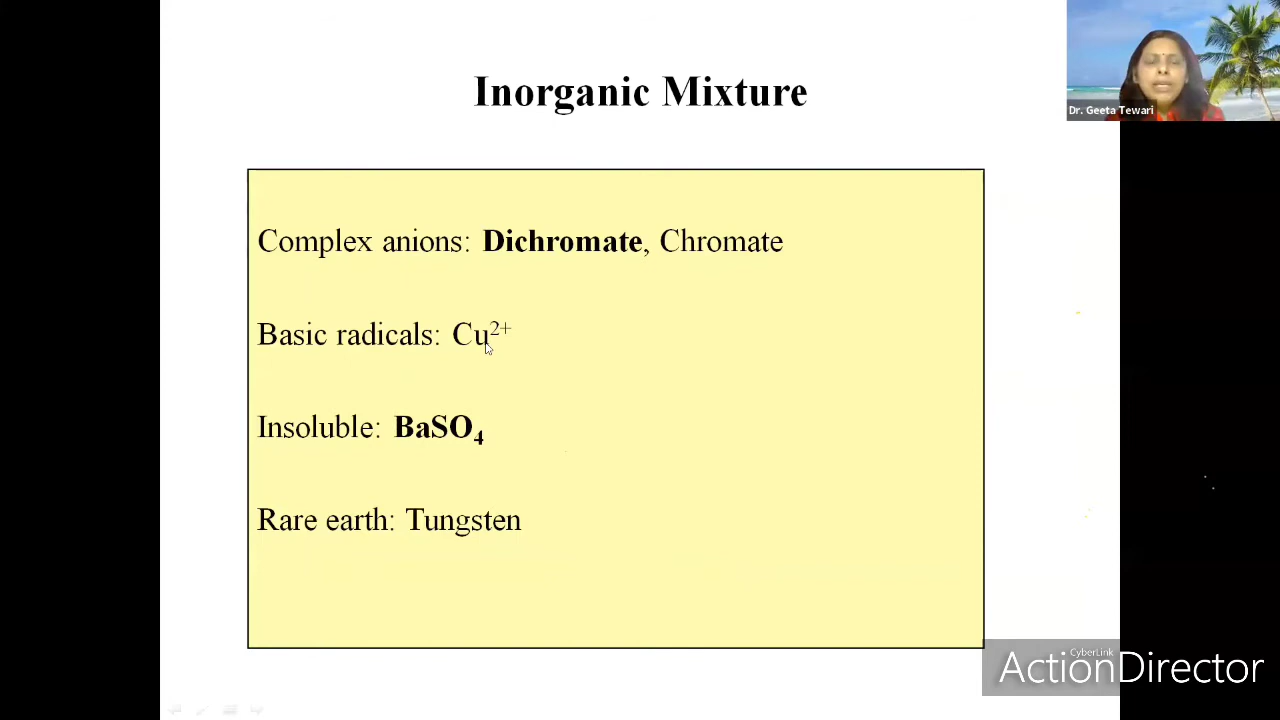 Inorganic Mixture
Dr. Geeta Tewari
Complex anions: Dichromate, Chromate
Basic radicals: Cu²⁺
Insoluble: BaSO₄
Rare earth: Tungsten
CyberLink
ActionDirector